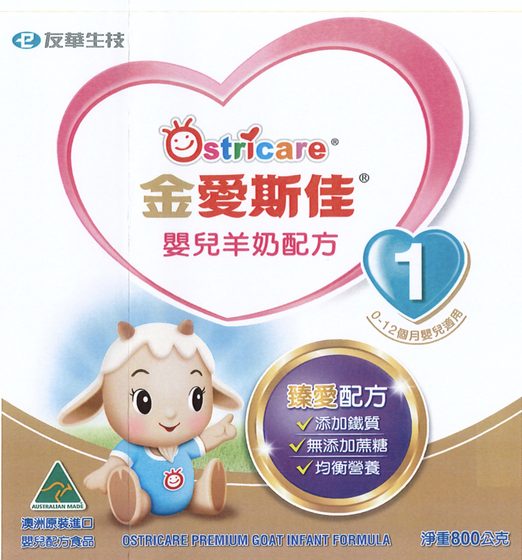 友華生技
Ostricare®
金愛斯佳®
嬰兒羊奶配方
1
0-12個月嬰兒適用
臻愛配方
添加鐵質
無添加蔗糖
均衡營養
AUSTRALIAN MADE
澳洲原裝進口
嬰兒配方食品
OSTRICARE PREMIUM GOAT INFANT FORMULA
淨重800公克